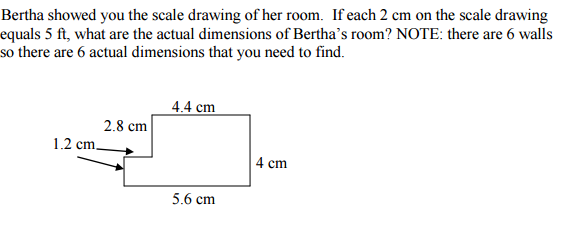 Bertha showed you the scale drawing of her room. If each 2 cm on the scale drawing
equals 5 ft, what are the actual dimensions of Bertha's room? NOTE: there are 6 walls
so there are 6 actual dimensions that you need to find.
4.4 cm
2.8 cm
1.2 cm
4 cm
5.6 cm